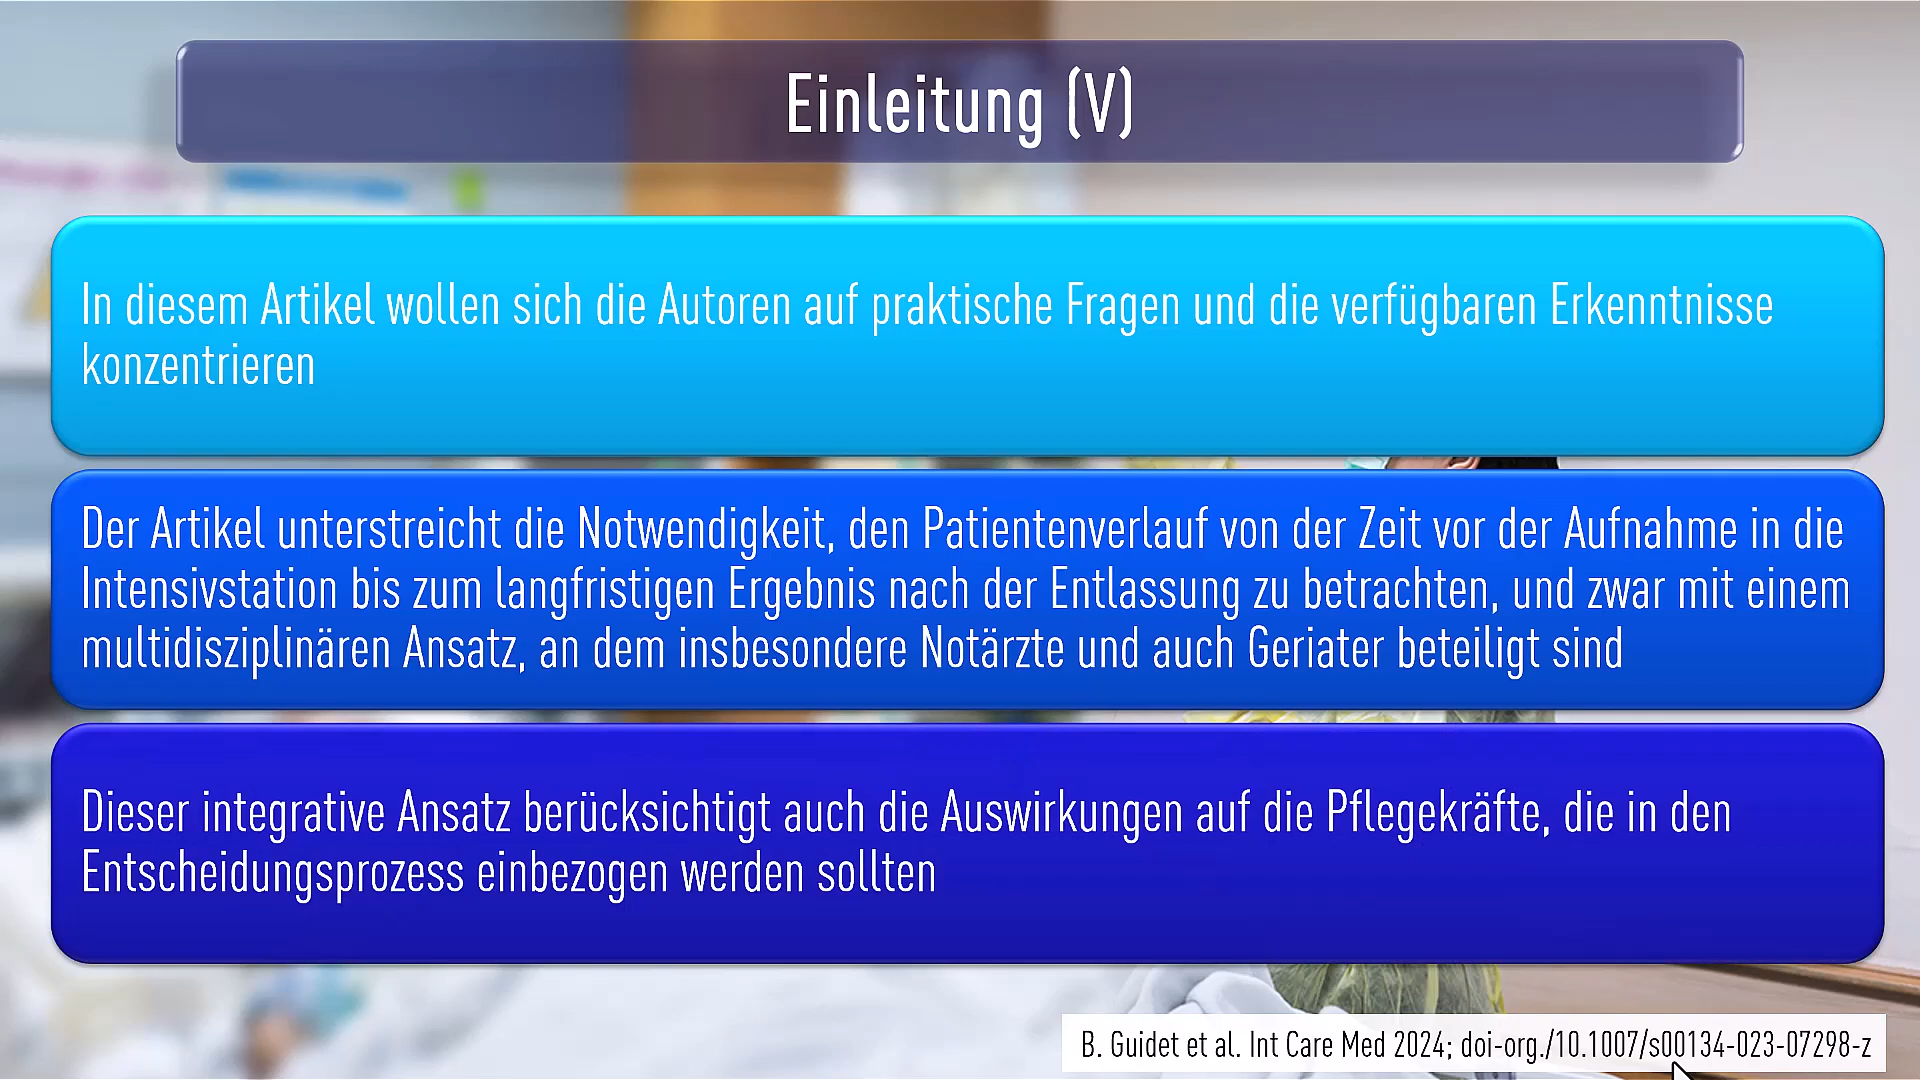 Einleitung (V)
In diesem Artikel wollen sich die Autoren auf praktische Fragen und die verfügbaren Erkenntnisse
konzentrieren
Der Artikel unterstreicht die Notwendigkeit, den Patientenverlauf von der Zeit vor der Aufnahme in die
Intensivstation bis zum langfristigen Ergebnis nach der Entlassung zu betrachten, und zwar mit einem
multidisziplinären Ansatz, an dem insbesondere Notärzte und auch Geriater beteiligt sind
Dieser integrative Ansatz berücksichtigt auch die Auswirkungen auf die Pflegekräfte, die in den
Entscheidungsprozess einbezogen werden sollten
B. Guidet et al. Int Care Med 2024; doi-org./10.1007/s00134-023-07298-z